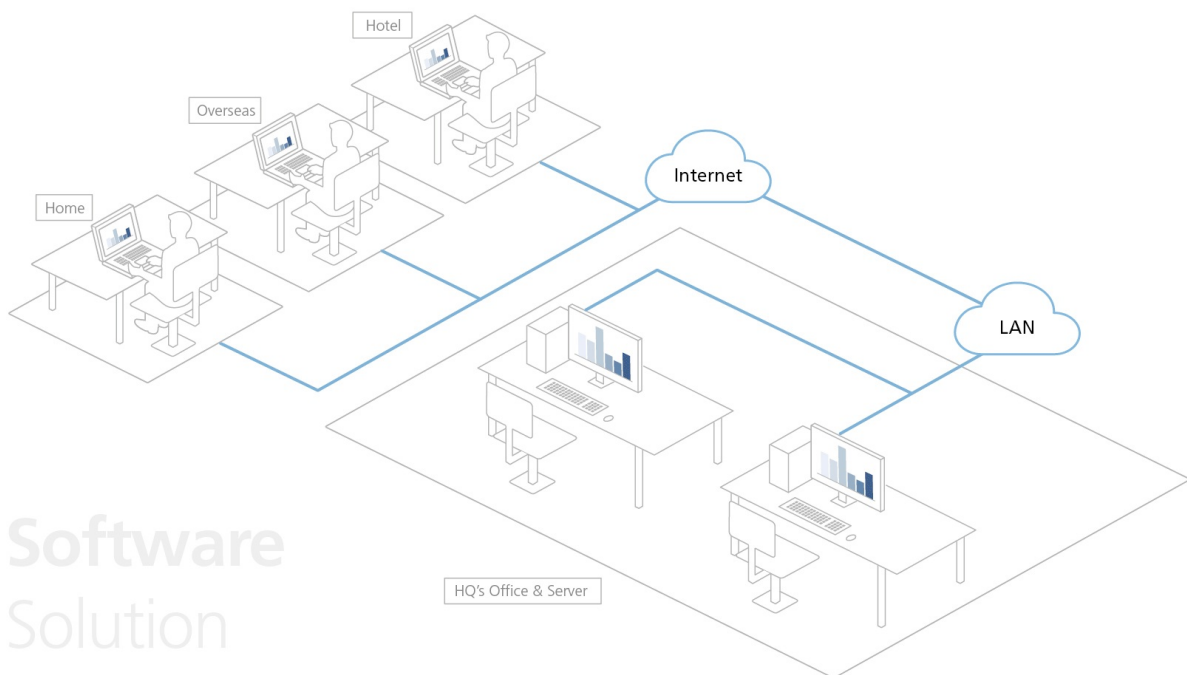 Hotel
Overseas
Home
Internet
LAN
HQ's Office & Server
Software
Solution